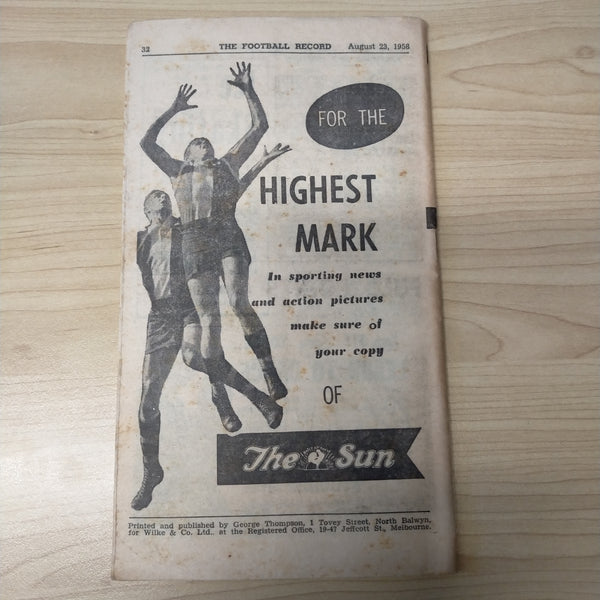 32 THE FOOTBALL RECORD August 23, 1958
FOR THE
HIGHEST
MARK
In sporting news
and action pictures
make sure of
your copy
OF
The Sun
Printed and published by George Thompson, 1 Tovey Street, North Balwyn,
for Wilke & Co. Ltd., at the Registered Office, 19-47 Jeffcott St., Melbourne.